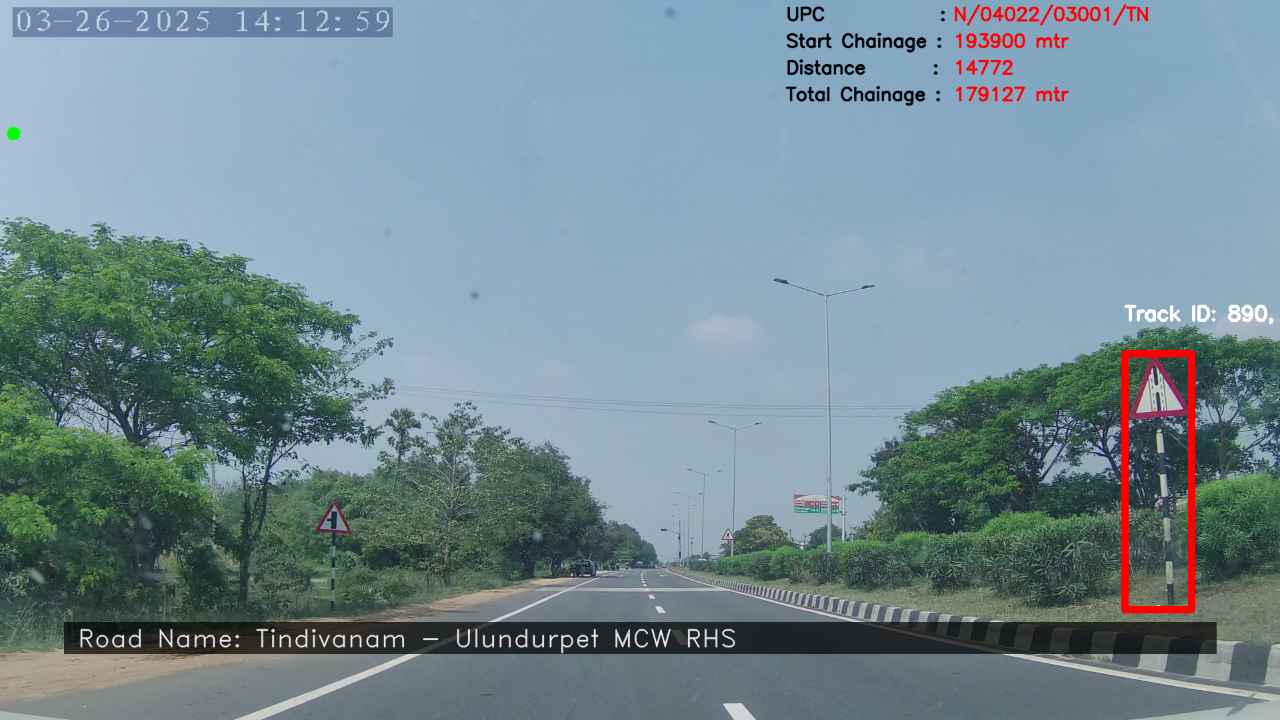 03-26-2025 14:12:59
UPC : N/04022/03001/TN
Start Chainage : 193900 mtr
Distance : 14772
Total Chainage : 179127 mtr
Track ID: 890,
Road Name: Tindivanam - Ulundurpet MCW RHS